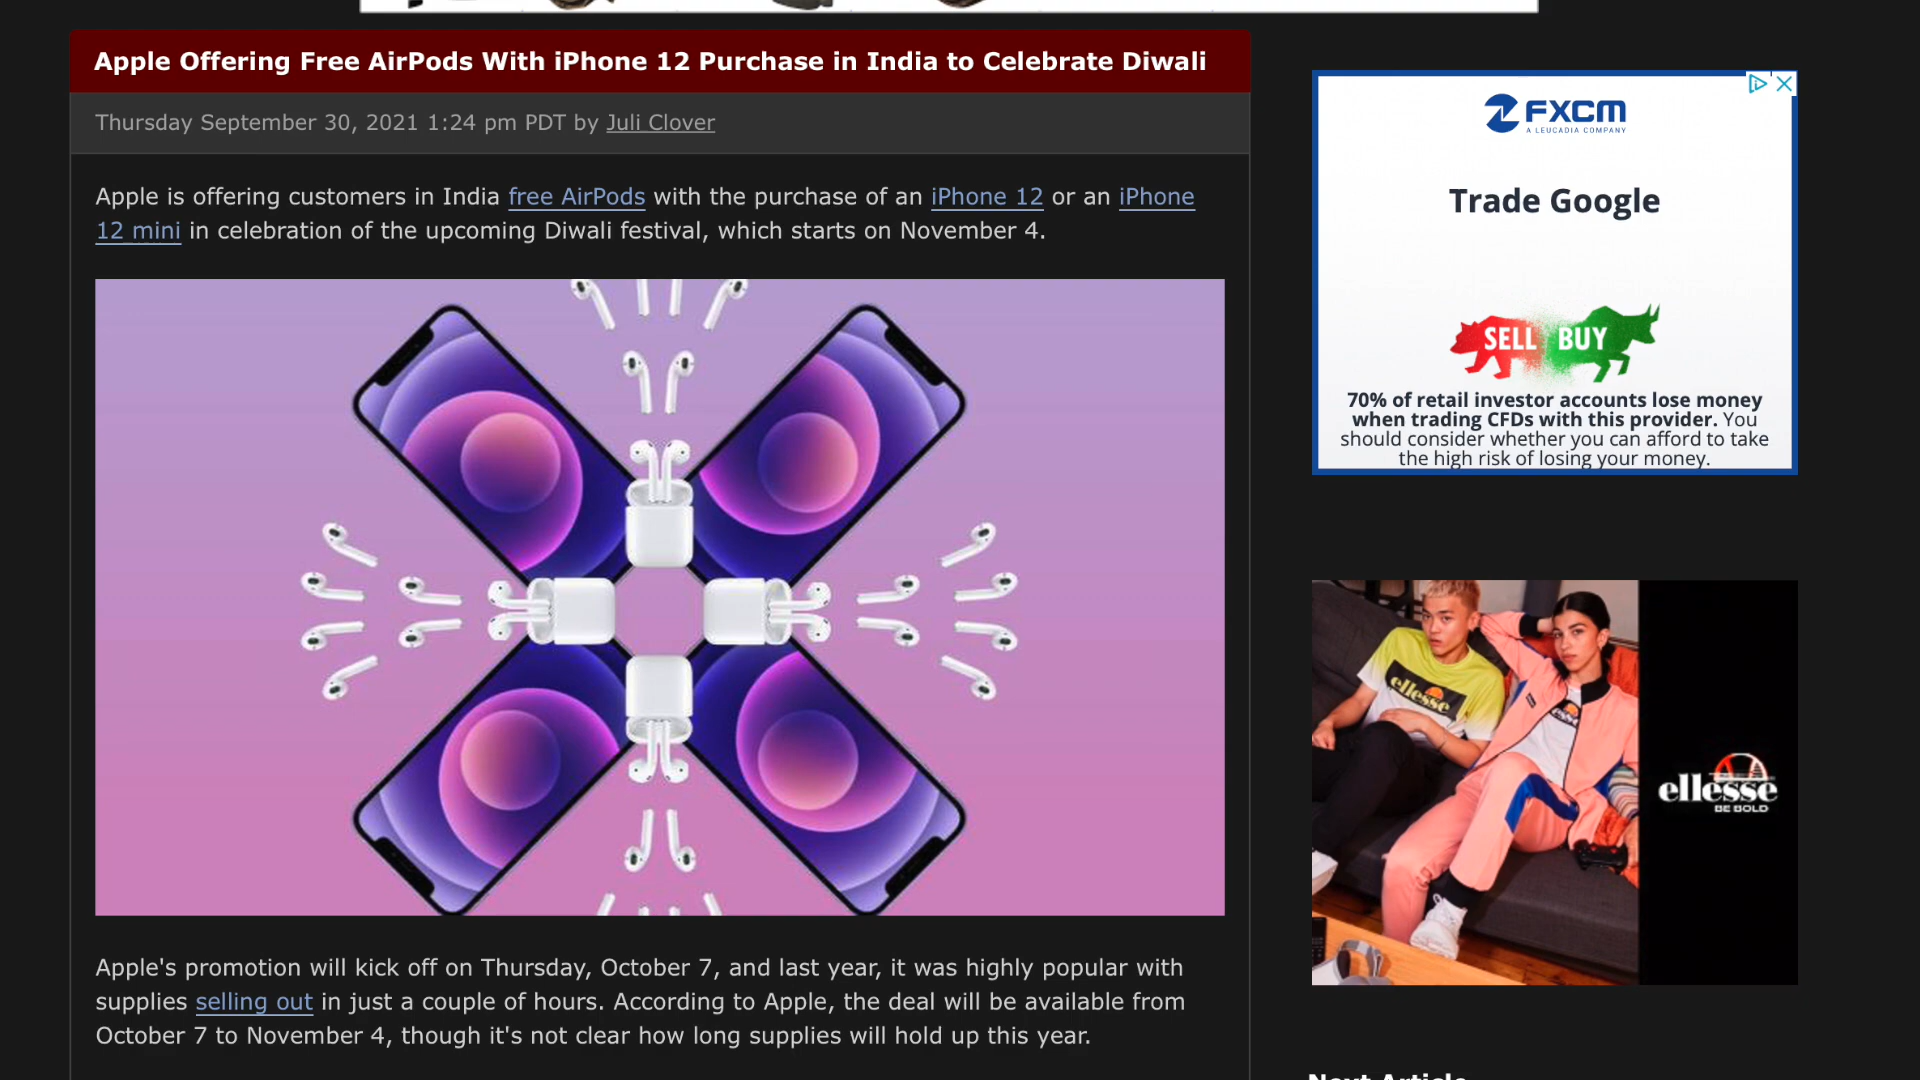 Apple Offering Free AirPods With iPhone 12 Purchase in India to Celebrate Diwali
Thursday September 30, 2021 1:24 pm PDT by Juli Clover
Apple is offering customers in India free AirPods with the purchase of an iPhone 12 or an iPhone
12 mini in celebration of the upcoming Diwali festival, which starts on November 4.
Apple's promotion will kick off on Thursday, October 7, and last year, it was highly popular with
supplies selling out in just a couple of hours. According to Apple, the deal will be available from
October 7 to November 4, though it's not clear how long supplies will hold up this year.
FXCM
A LEUCADIA COMPANY
Trade Google
SELL BUY
70% of retail investor accounts lose money
when trading CFDs with this provider. You
should consider whether you can afford to take
the high risk of losing your money.
ellesse
ellesse
ellesse
BE BOLD
Next Article